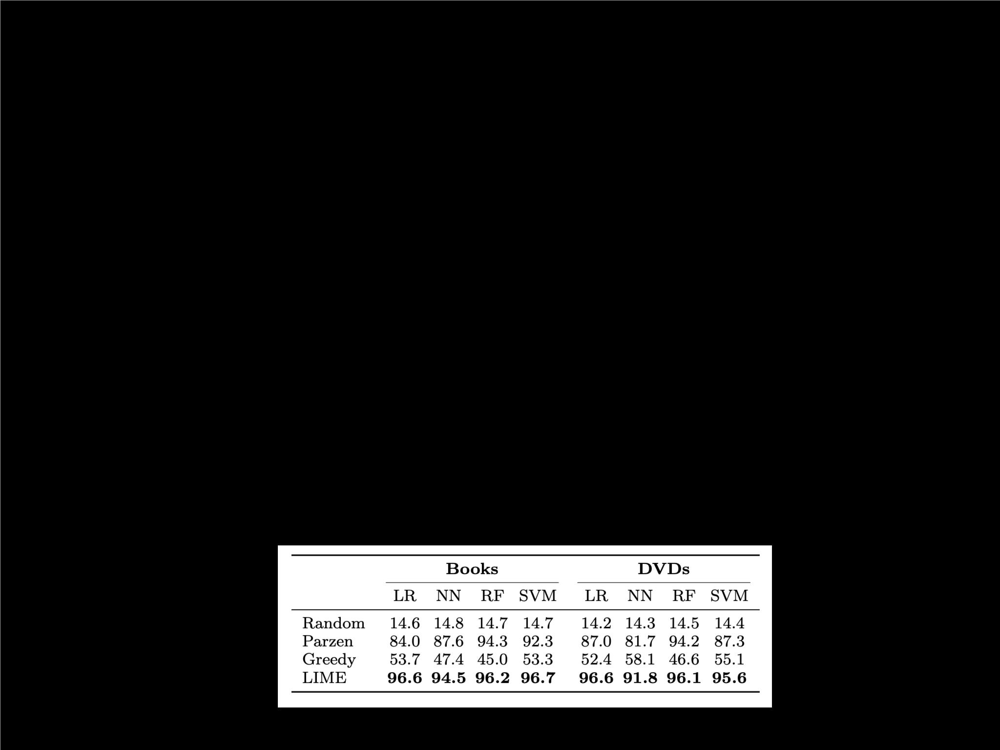 Books DVDs
LR NN RF SVM LR NN RF SVM
Random 14.6 14.8 14.7 14.7 14.2 14.3 14.5 14.4
Parzen 84.0 87.6 94.3 92.3 87.0 81.7 94.2 87.3
Greedy 53.7 47.4 45.0 53.3 52.4 58.1 46.6 55.1
LIME 96.6 94.5 96.2 96.7 96.6 91.8 96.1 95.6